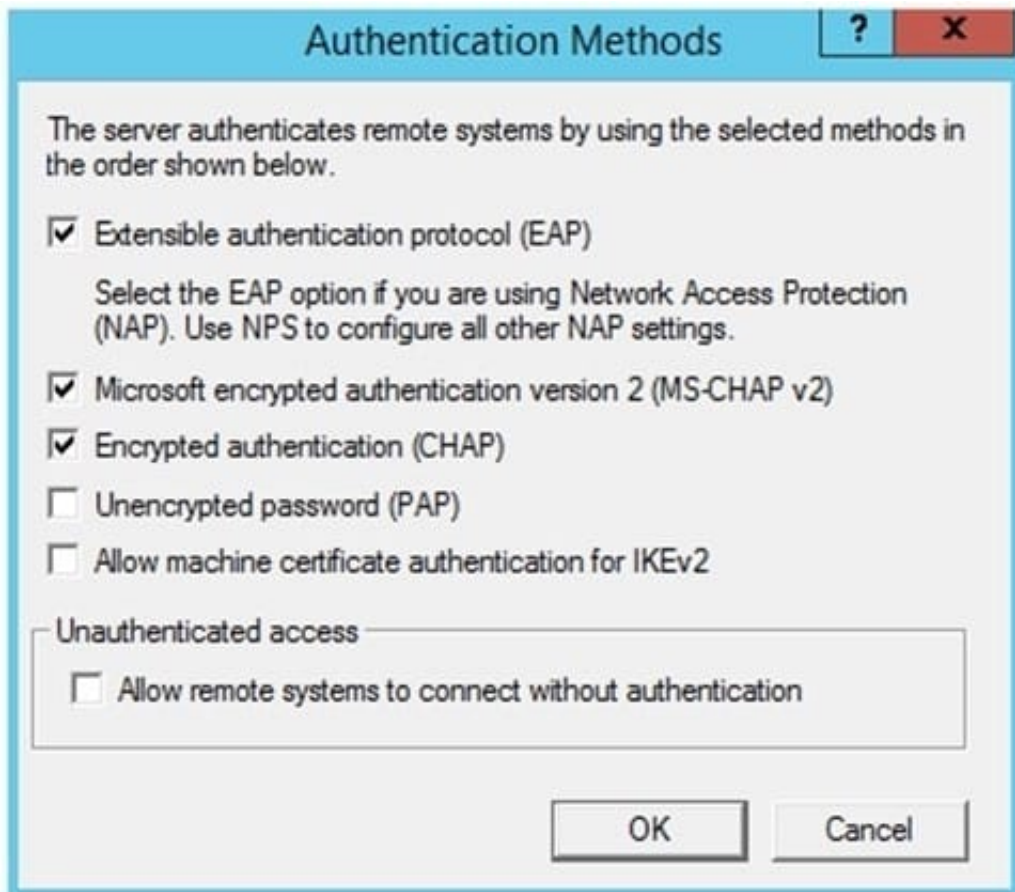 Authentication Methods
?
x
The server authenticates remote systems by using the selected methods in
the order shown below.
Extensible authentication protocol (EAP)
Select the EAP option if you are using Network Access Protection
(NAP). Use NPS to configure all other NAP settings.
Microsoft encrypted authentication version 2 (MS-CHAP v2)
Encrypted authentication (CHAP)
Unencrypted password (PAP)
Allow machine certificate authentication for IKEv2
Unauthenticated access
Allow remote systems to connect without authentication
OK
Cancel